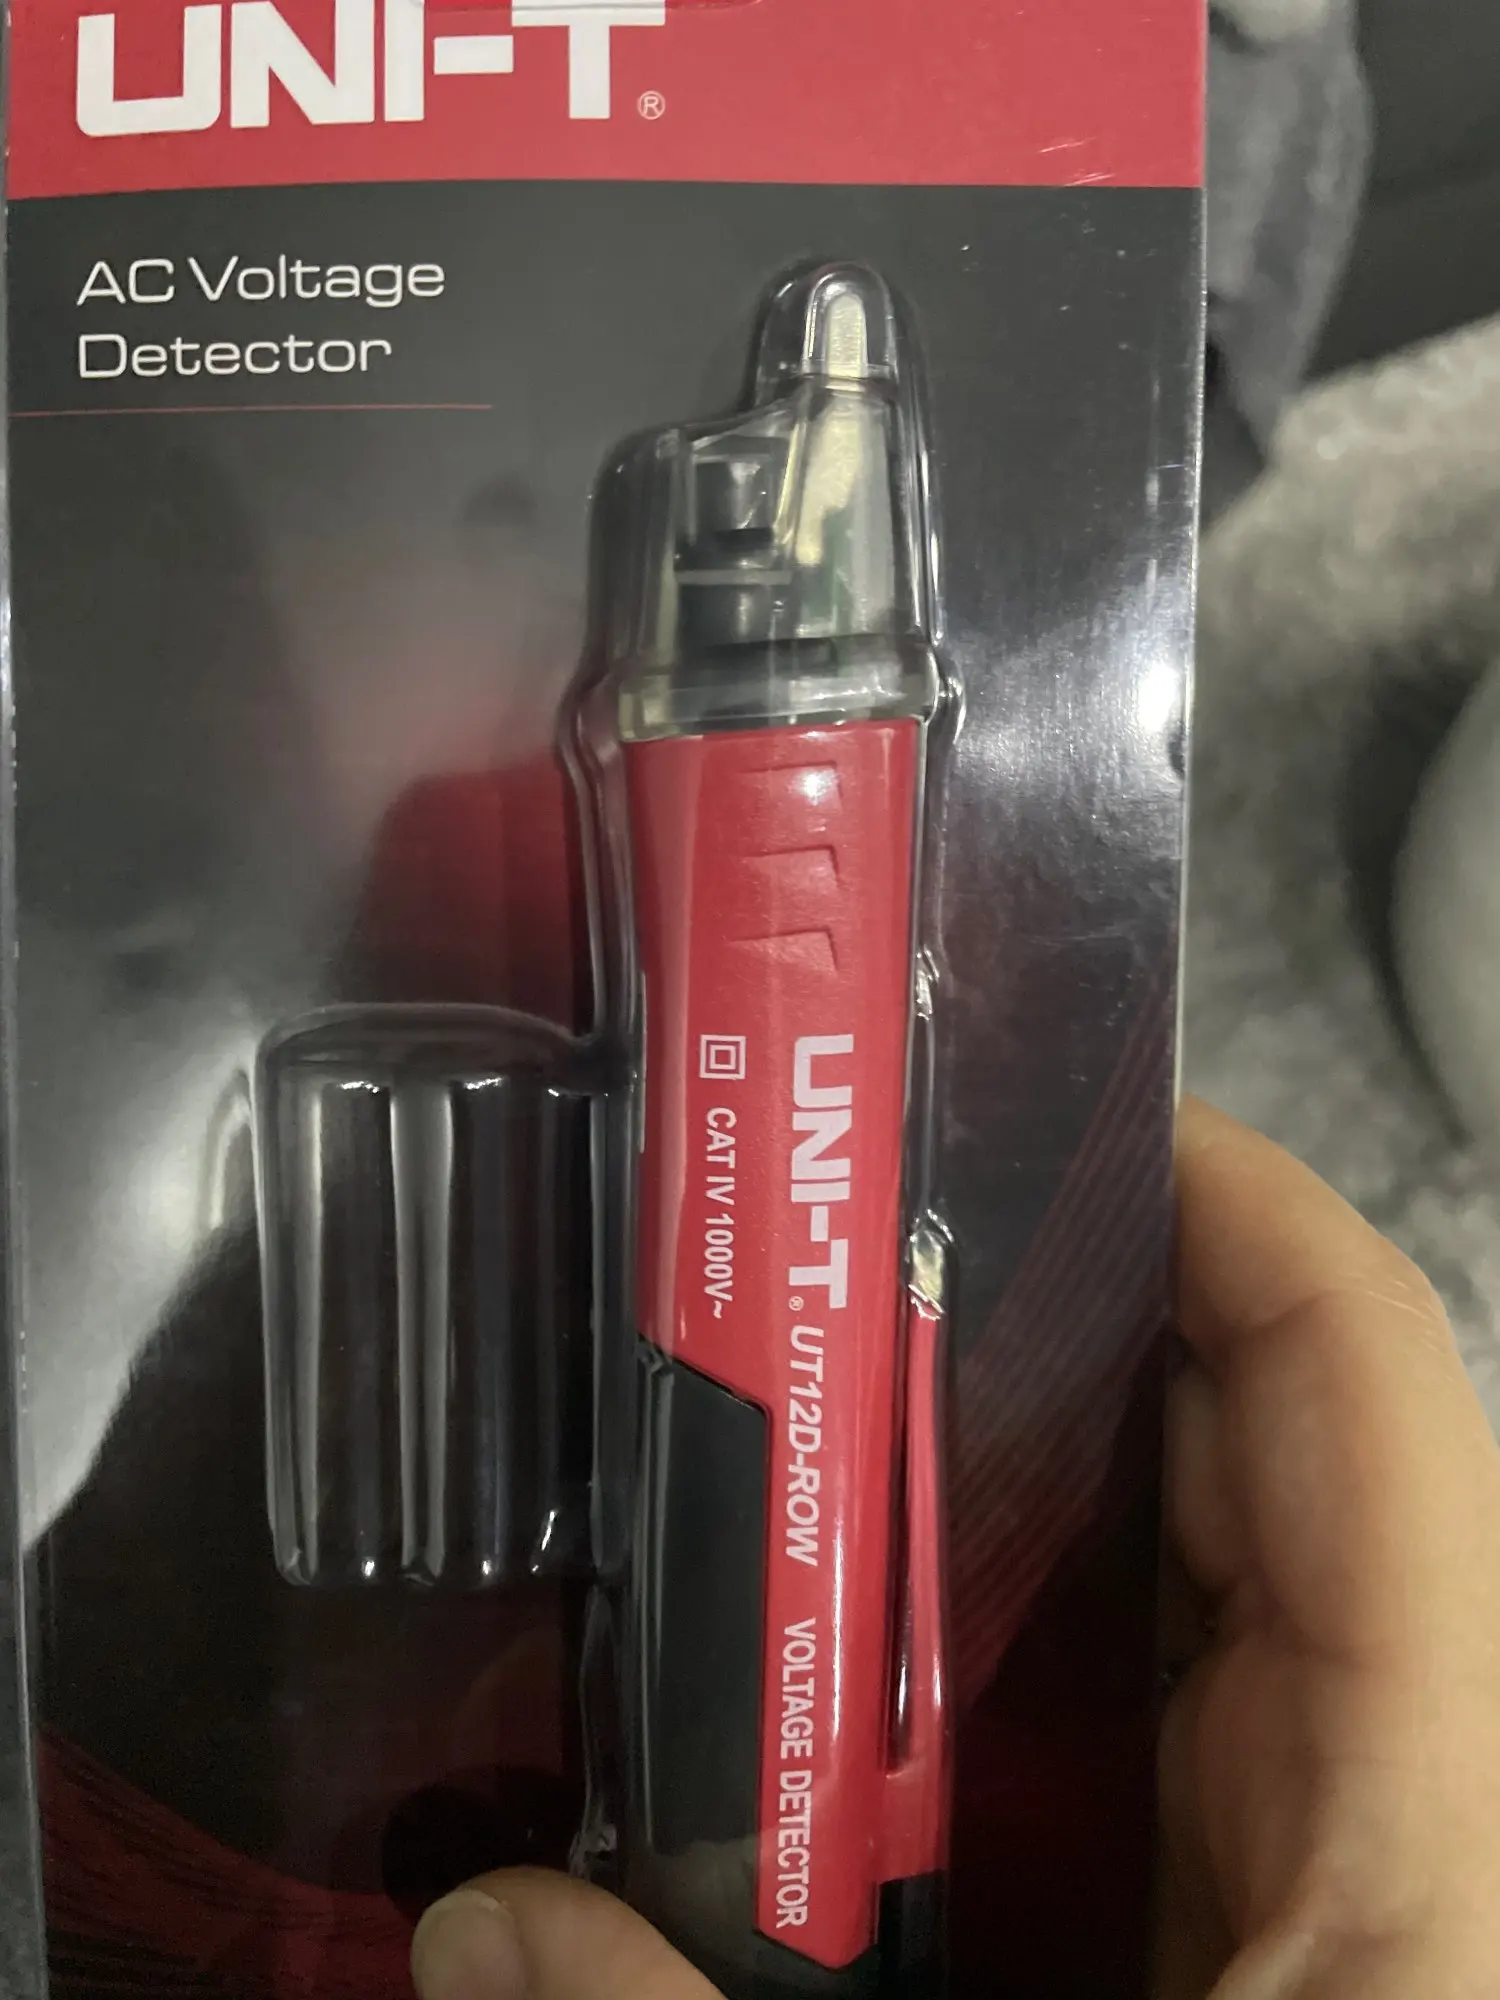 UNI-T®
AC Voltage
Detector
UNI-T® UT12D-ROW VOLTAGE DETECTOR
CAT IV 1000V~